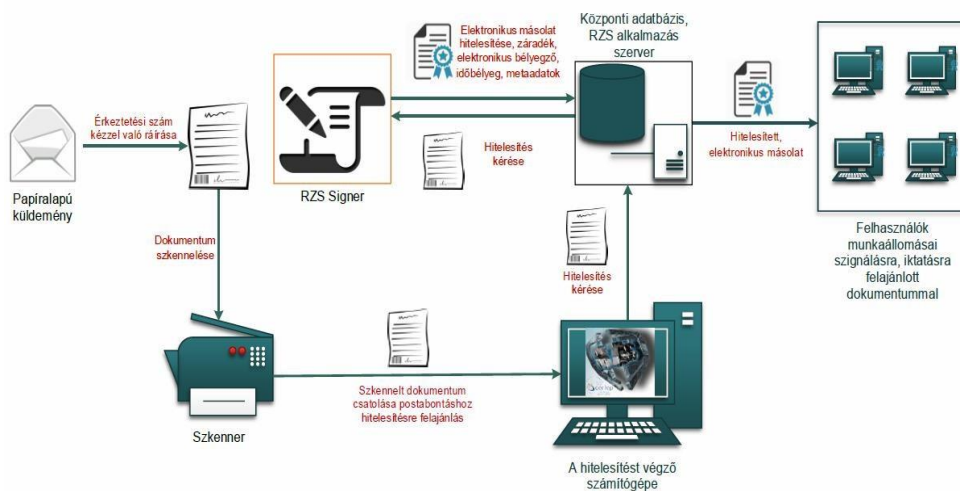 Központi adatbázis,
RZS alkalmazás
szerver
Elektronikus másolat
hitelesítése, záradék,
elektronikus bélyegző,
időbélyeg, metaadatok
Érkeztetési szám
kézzel való ráírása
Hitelesítés
kérése
Hitelesített,
elektronikus másolat
Papíralapú
küldemény
RZS Signer
Dokumentum
szkennelése
Hitelesítés
kérése
Felhasználók
munkaállomásai
szignálásra, iktatásra
felajánlott
dokumentummal
Szkennelt dokumentum
csatolása postabontáshoz
hitelesítésre felajánlás
Szkenner
A hitelesítést végző
számítógépe